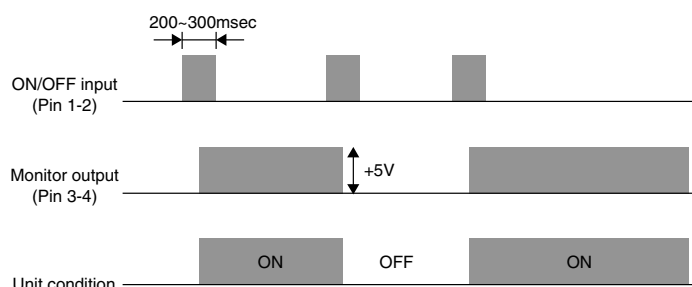 200~300msec
ON/OFF input
(Pin 1-2)
Monitor output
(Pin 3-4)
+5V
Unit condition
ON
OFF
ON